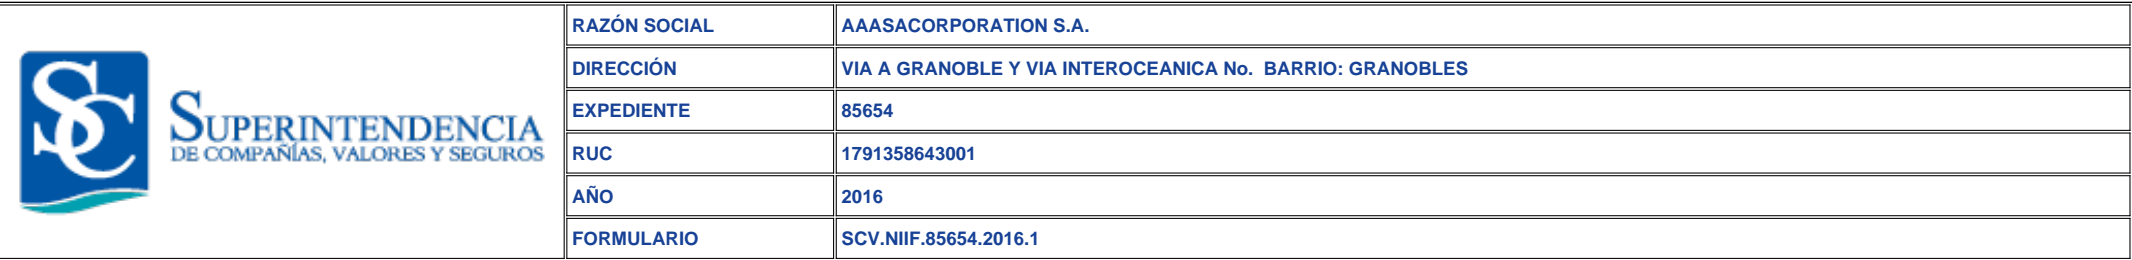 SC
SUPERINTENDENCIA
DE COMPAÑÍAS, VALORES Y SEGUROS
RAZÓN SOCIAL AAASACORPORATION S.A.
DIRECCIÓN VIA A GRANOBLE Y VIA INTEROCEANICA No. BARRIO: GRANOBLES
EXPEDIENTE 85654
RUC 1791358643001
AÑO 2016
FORMULARIO SCV.NIIF.85654.2016.1